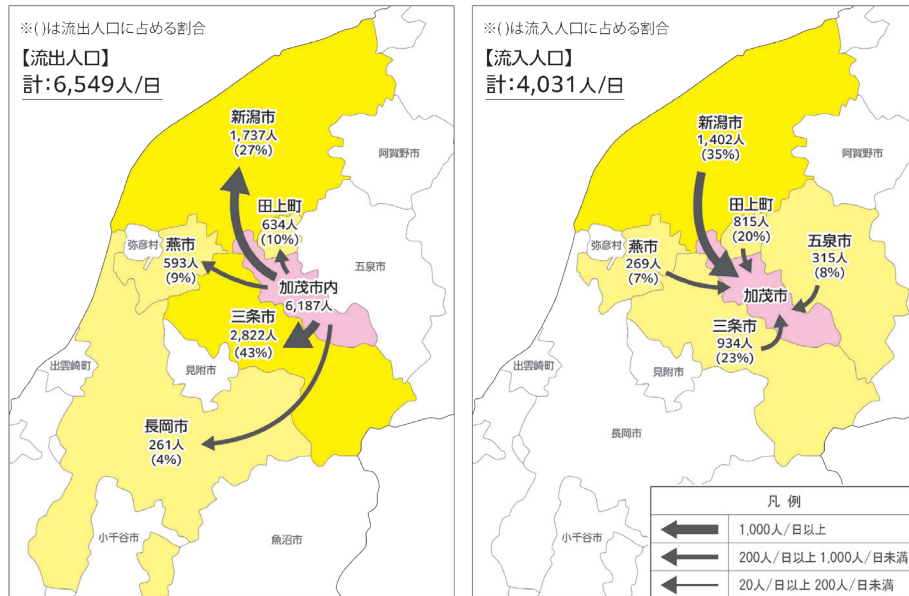 ※()は流出人口に占める割合
【流出人口】
計:6,549人/日
新潟市
1,737人
(27%)
阿賀野市
田上町
634人
(10%)
弥彦村
燕市
593人
(9%)
五泉市
加茂市内
6,187人
三条市
2,822人
(43%)
出雲崎町
見附市
長岡市
261人
(4%)
小千谷市
魚沼市
※()は流入人口に占める割合
【流入人口】
計:4,031人/日
新潟市
1,402人
(35%)
阿賀野市
田上町
815人
(20%)
弥彦村
燕市
269人
(7%)
五泉市
315人
(8%)
加茂市
三条市
934人
(23%)
出雲崎町
見附市
長岡市
小千谷市
凡例
1,000人/日以上
200人/日以上 1,000人/日未満
20人/日以上 200人/日未満